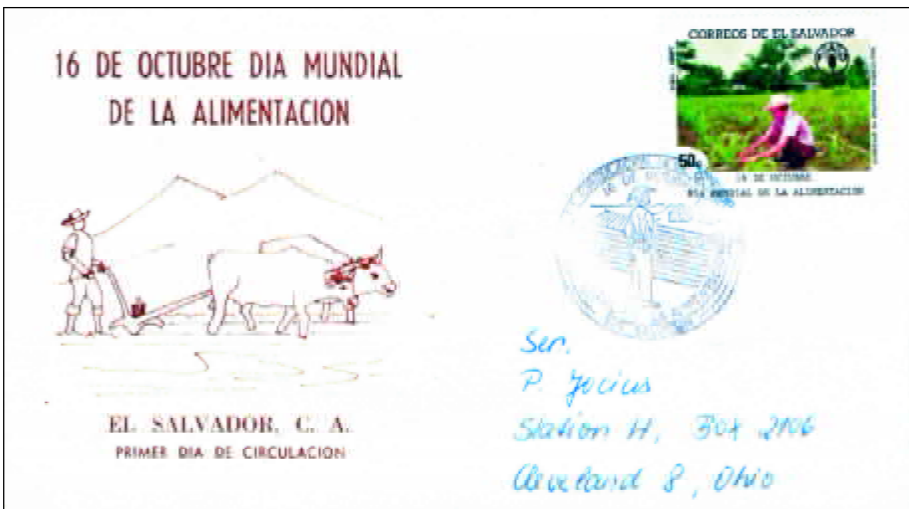 16 DE OCTUBRE DIA MUNDIAL
DE LA ALIMENTACION
EL SALVADOR, C. A.
PRIMER DIA DE CIRCULACION
CORREOS DE EL SALVADOR
50
16 DE OCTUBRE
DIA MUNDIAL DE LA ALIMENTACION
Ser.
P. Jocius
Station H, Box 2106
Cleveland 8, Ohio